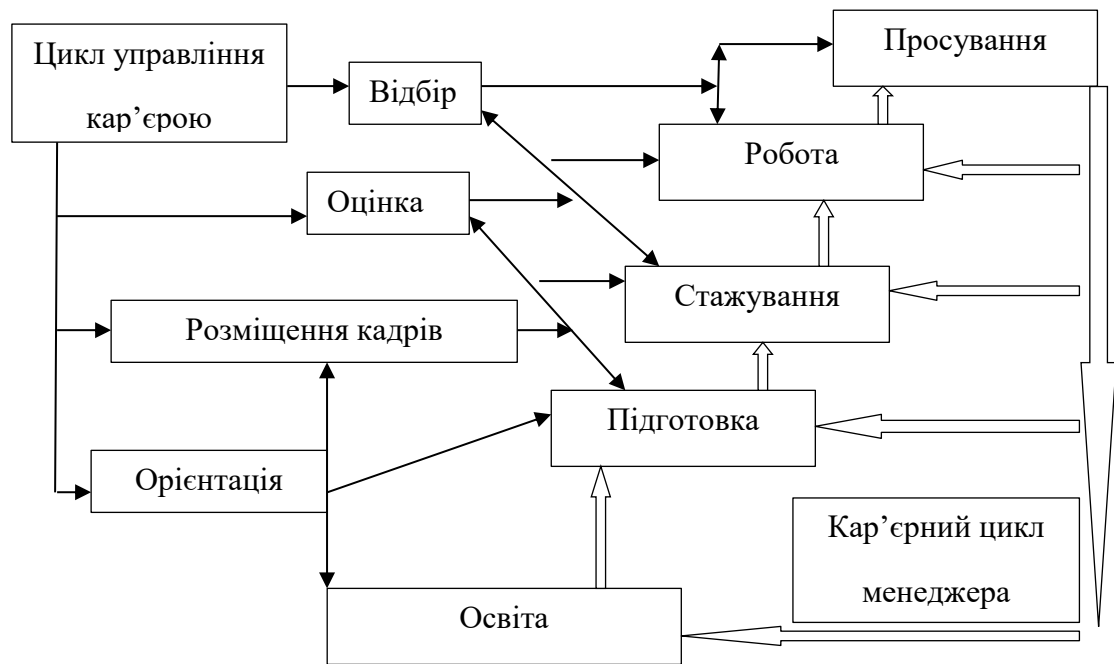 Цикл управління
кар’єрою
Відбір
Просування
Робота
Оцінка
Стажування
Розміщення кадрів
Підготовка
Орієнтація
Кар’єрний цикл
менеджера
Освіта